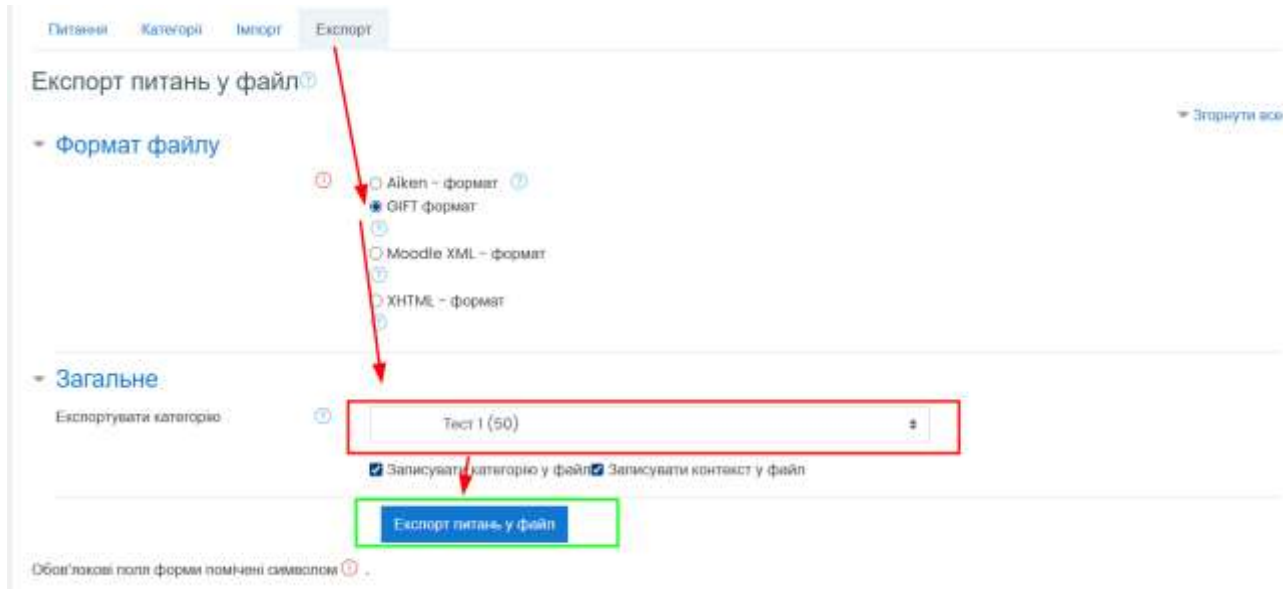 Питання Категорії Імпорт Експорт
Експорт питань у файл
Згорнути все
Формат файлу
Aiken - формат
GIFT формат
Moodle XML - формат
XHTML - формат
Загальне
Експортувати категорію
Тест 1 (50)
Записувати категорію у файл Записувати контекст у файл
Експорт питань у файл
Обов'язкові поля форми помічені символом .